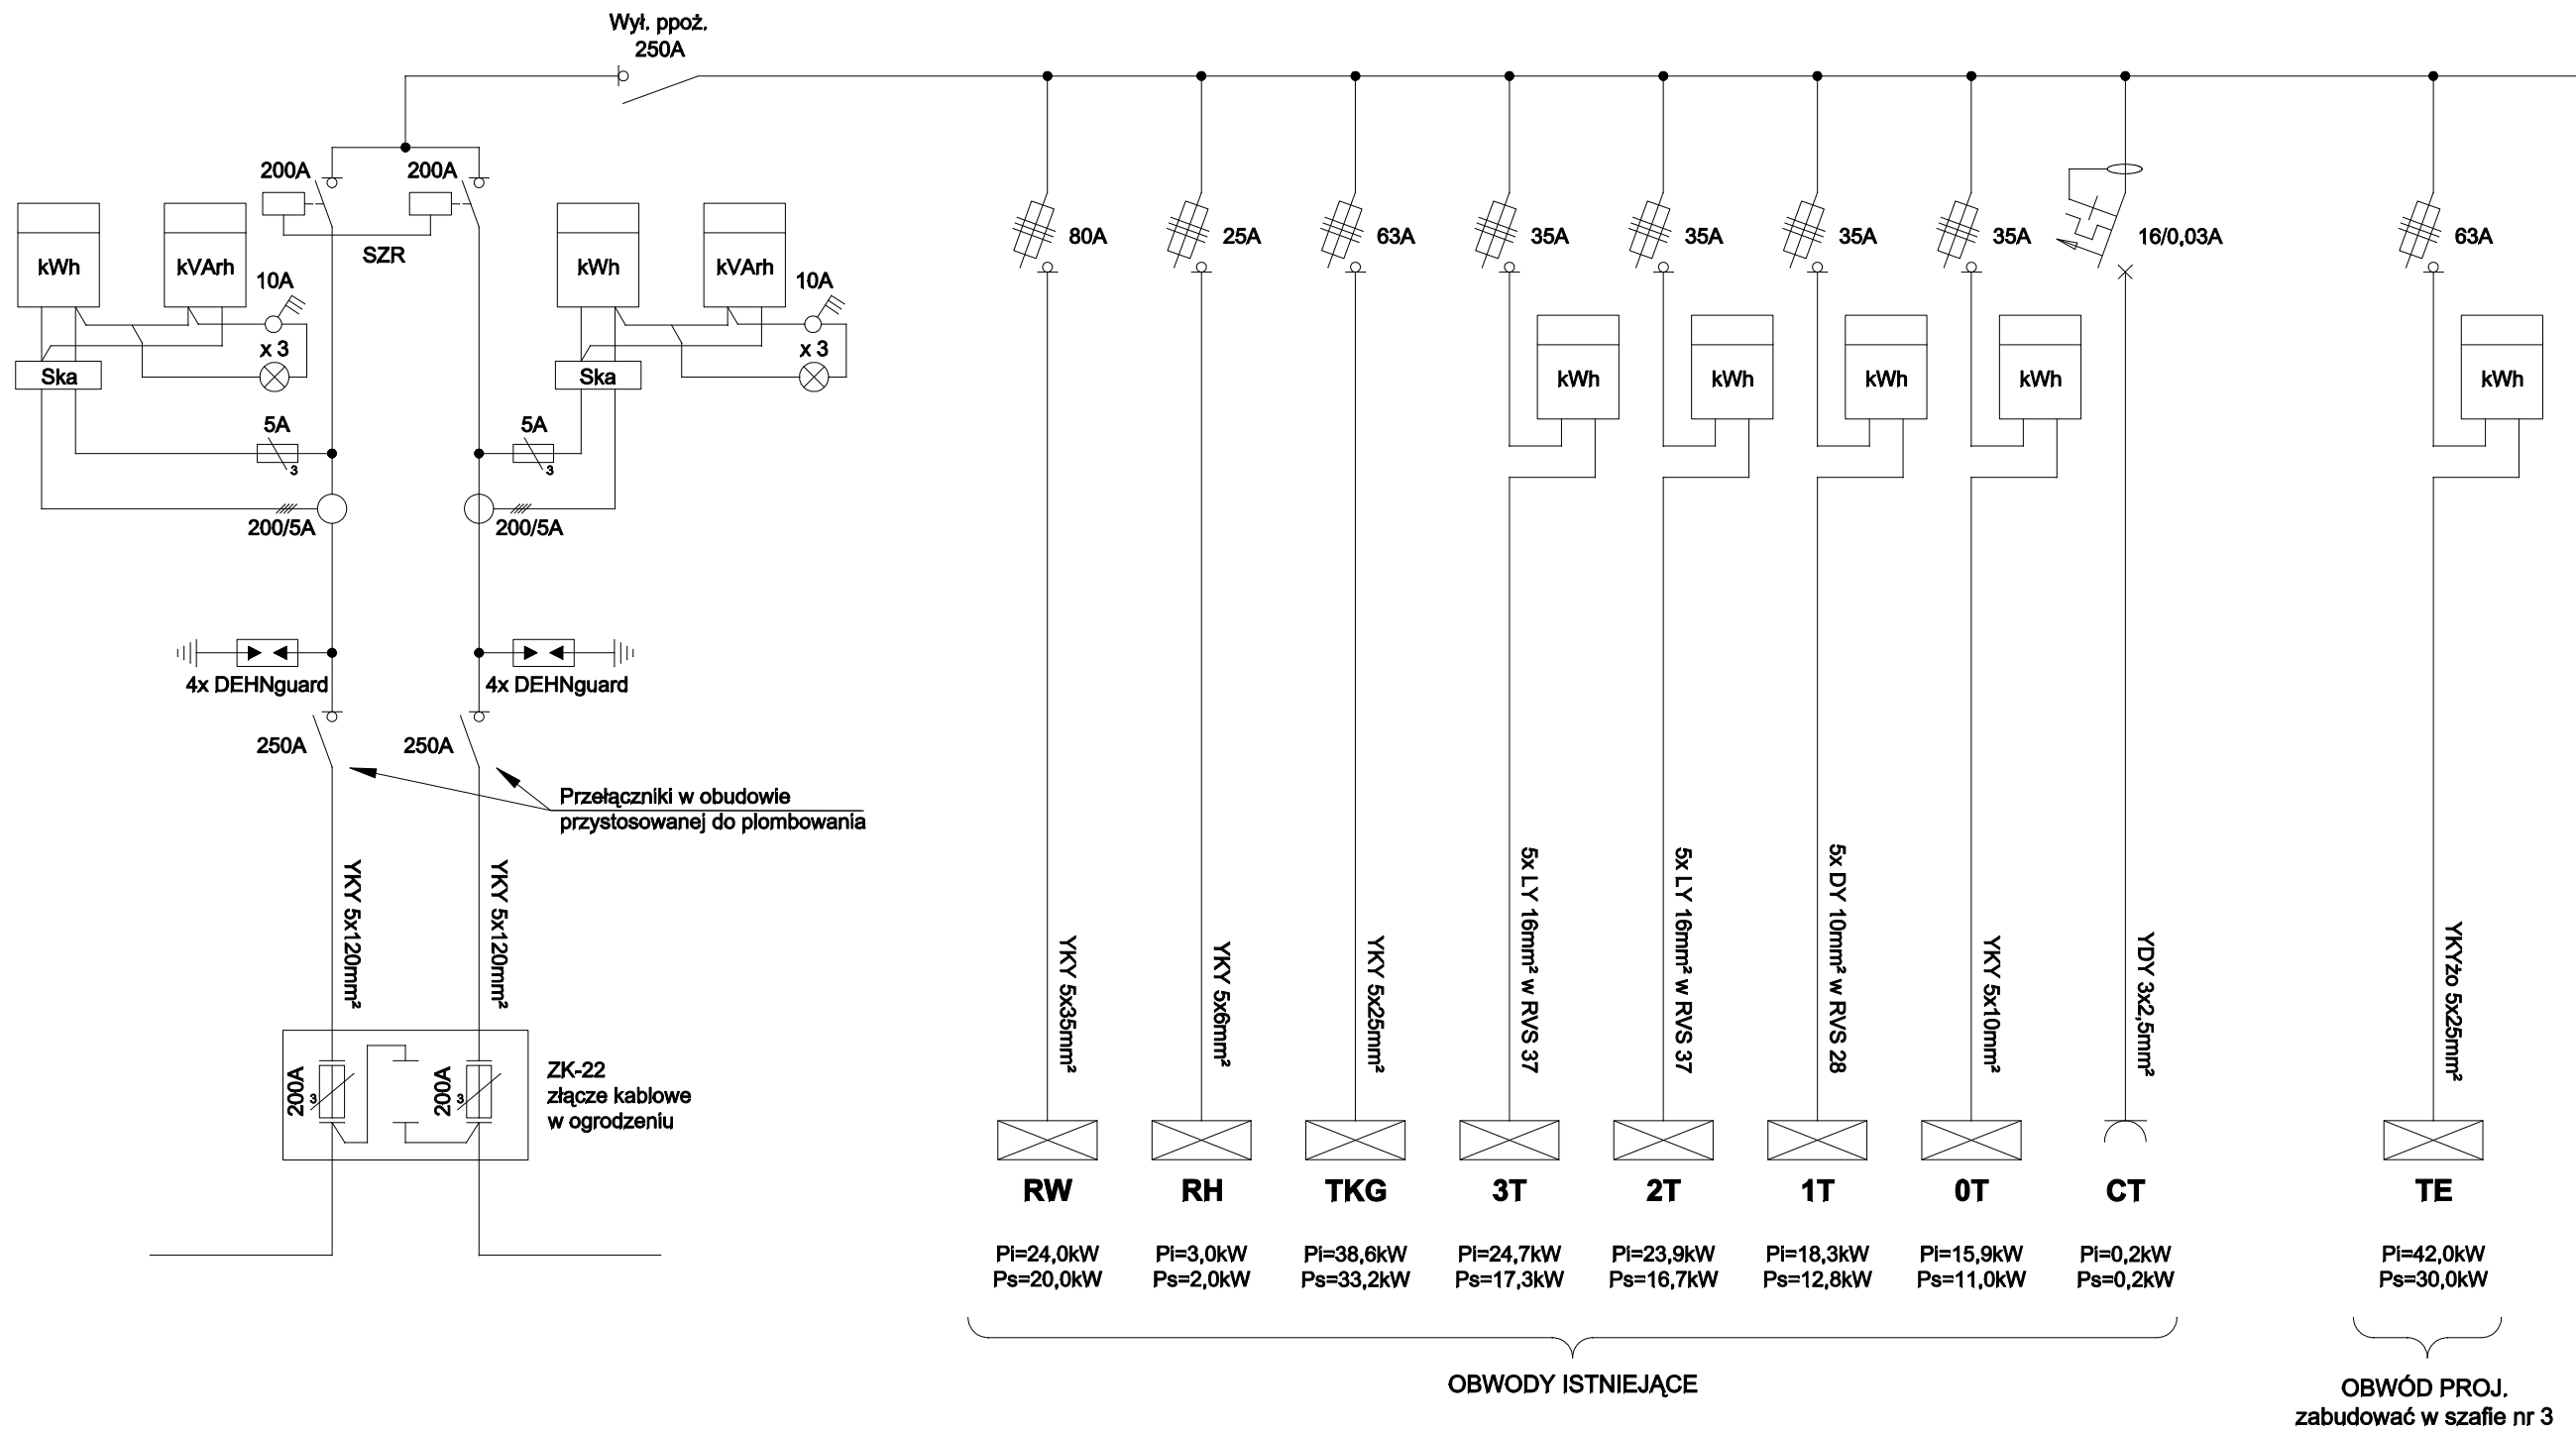 Wył. ppoż.
250A
200A
200A
SZR
kWh
kVArh
10A
x 3
Ska
5A
3
200/5A
kWh
kVArh
10A
x 3
Ska
5A
3
200/5A
4x DEHNguard
4x DEHNguard
250A
250A
Przełączniki w obudowie
przystosowanej do plombowania
YKY 5x120mm²
YKY 5x120mm²
200A
3
200A
3
ZK-22
złącze kablowe
w ogrodzeniu
80A
25A
63A
35A
35A
35A
35A
16/0,03A
63A
kWh
kWh
kWh
kWh
kWh
YKY 5x35mm²
YKY 5x6mm²
YKY 5x25mm²
5x LY 16mm² w RVS 37
5x LY 16mm² w RVS 37
5x DY 10mm² w RVS 28
YKY 5x10mm²
YDY 3x2,5mm²
YKYżo 5x25mm²
RW
RH
TKG
3T
2T
1T
0T
CT
TE
Pi=24,0kW
Ps=20,0kW
Pi=3,0kW
Ps=2,0kW
Pi=38,6kW
Ps=33,2kW
Pi=24,7kW
Ps=17,3kW
Pi=23,9kW
Ps=16,7kW
Pi=18,3kW
Ps=12,8kW
Pi=15,9kW
Ps=11,0kW
Pi=0,2kW
Ps=0,2kW
Pi=42,0kW
Ps=30,0kW
OBWODY ISTNIEJĄCE
OBWÓD PROJ.
zabudować w szafie nr 3